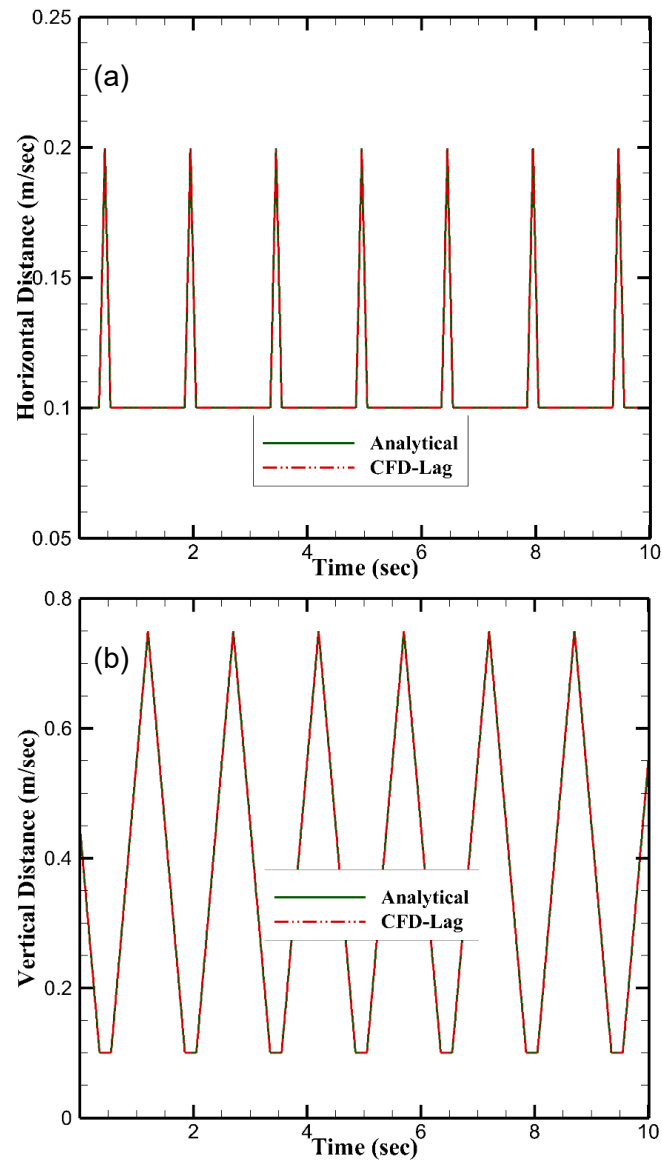 (a)
0.25
0.2
0.15
0.1
0.05
Horizontal Distance (m/sec)
Analytical
CFD-Lag
2
4
6
8
10
Time (sec)
(b)
0.8
0.6
0.4
0.2
0
Vertical Distance (m/sec)
Analytical
CFD-Lag
2
4
6
8
10
Time (sec)